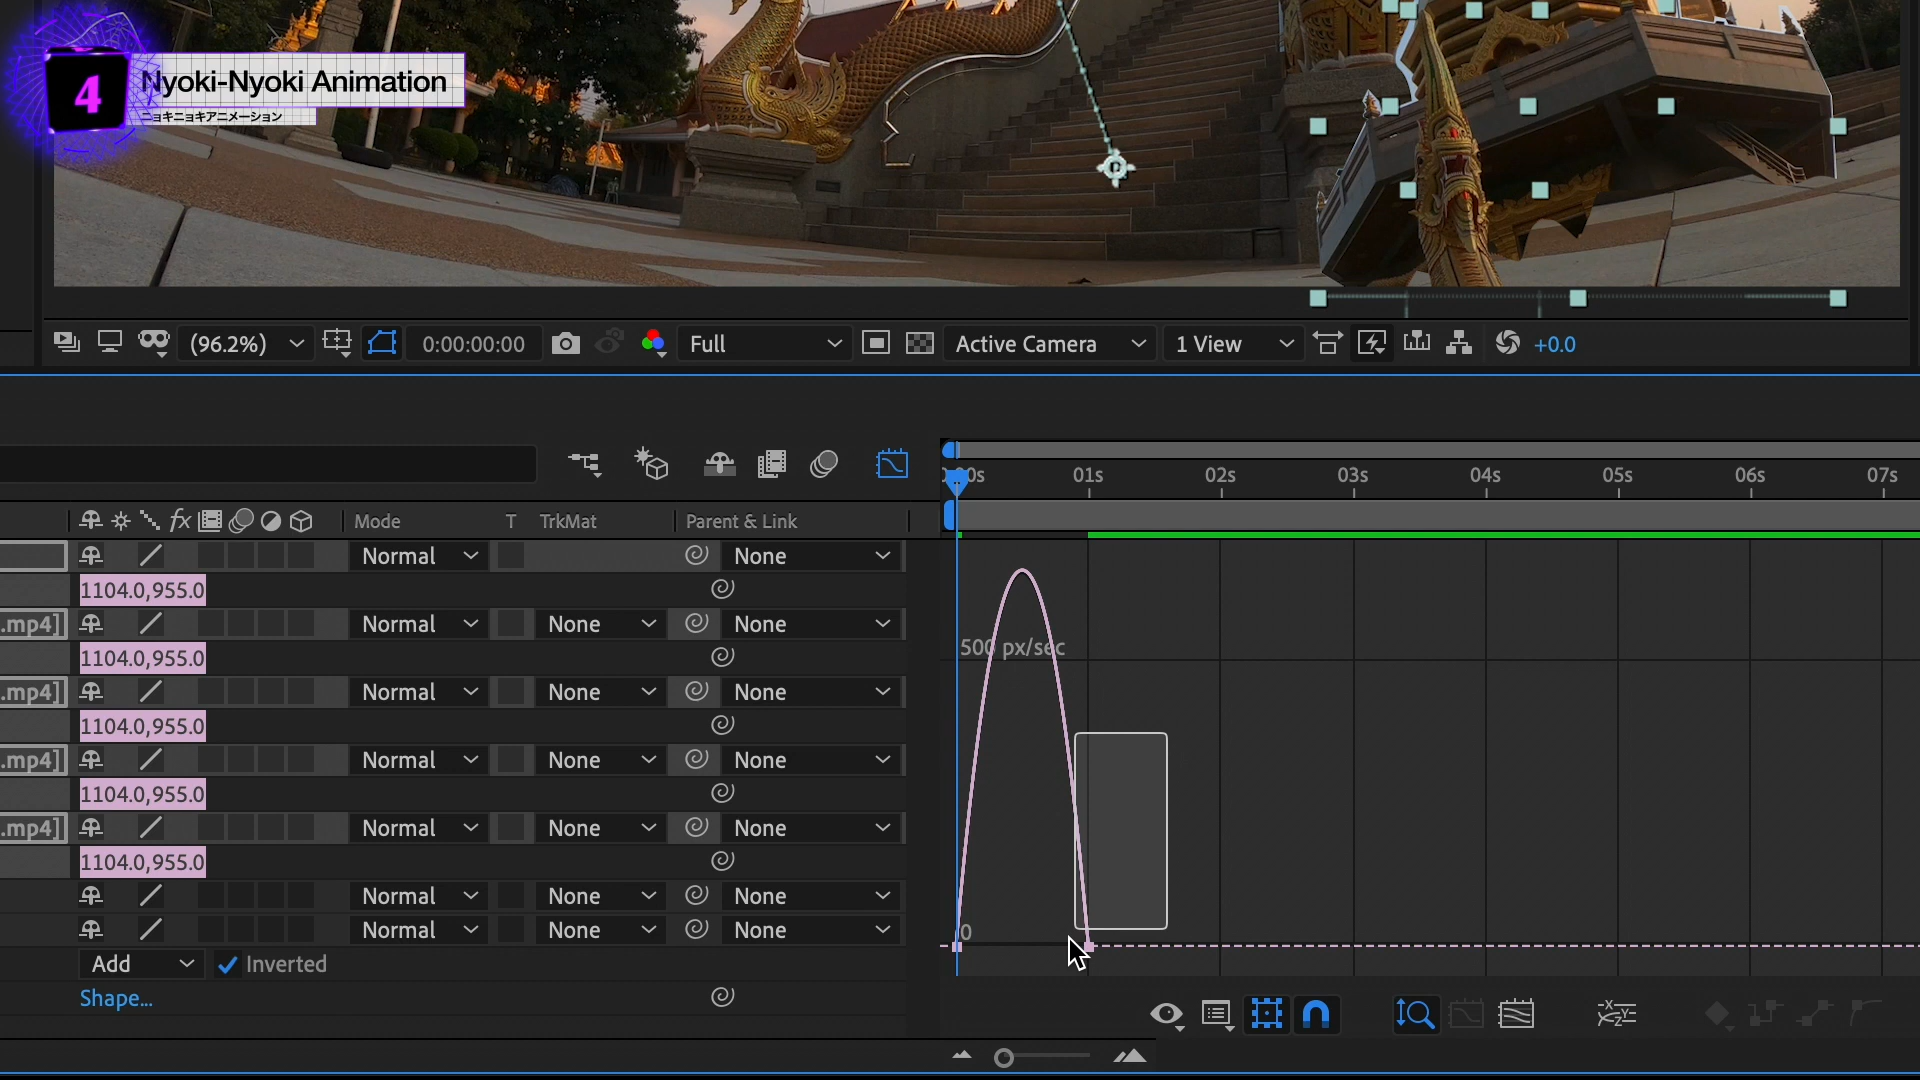 4
Nyoki-Nyoki Animation
ニョキニョキアニメーション
(96.2%) 0:00:00:00 Full Active Camera 1 View +0.0
01s 02s 03s 04s 05s 06s 07s
fx Mode T TrkMat Parent & Link
Normal None
1104.0,955.0
.mp4] Normal None None
1104.0,955.0
500 px/sec
.mp4] Normal None None
1104.0,955.0
.mp4] Normal None None
1104.0,955.0
.mp4] Normal None None
1104.0,955.0
Normal None None
Normal None None
0
Add Inverted
Shape...